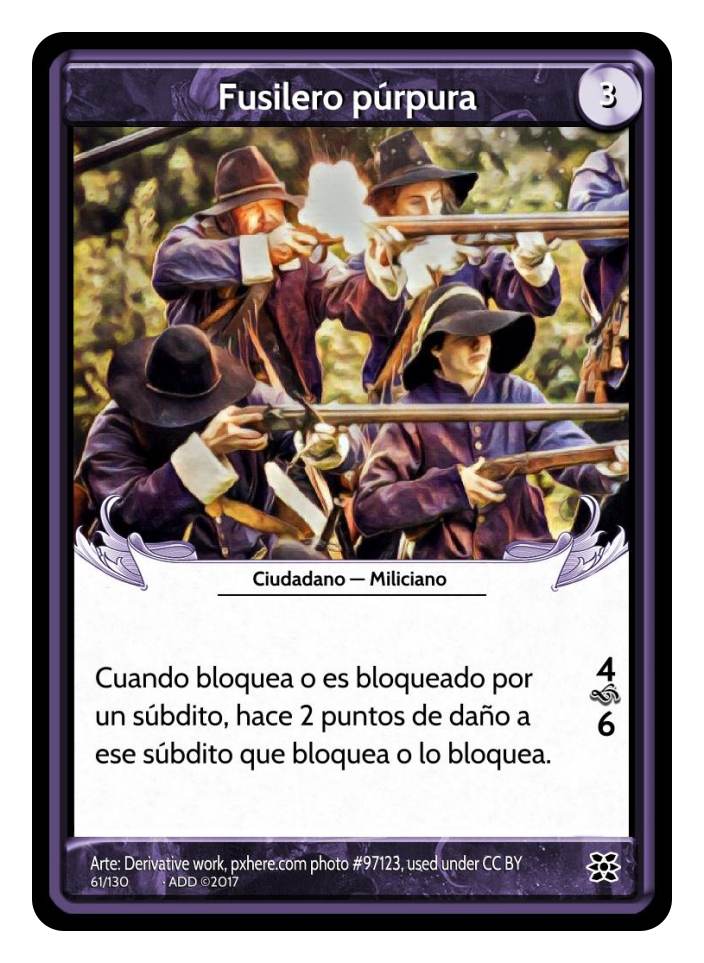 Fusilero púrpura
3
Ciudadano — Miliciano
Cuando bloquea o es bloqueado por
un súbdito, hace 2 puntos de daño a
ese súbdito que bloquea o lo bloquea.
4
6
Arte: Derivative work, pxhere.com photo #97123, used under CC BY
61/130 · ADD ©2017